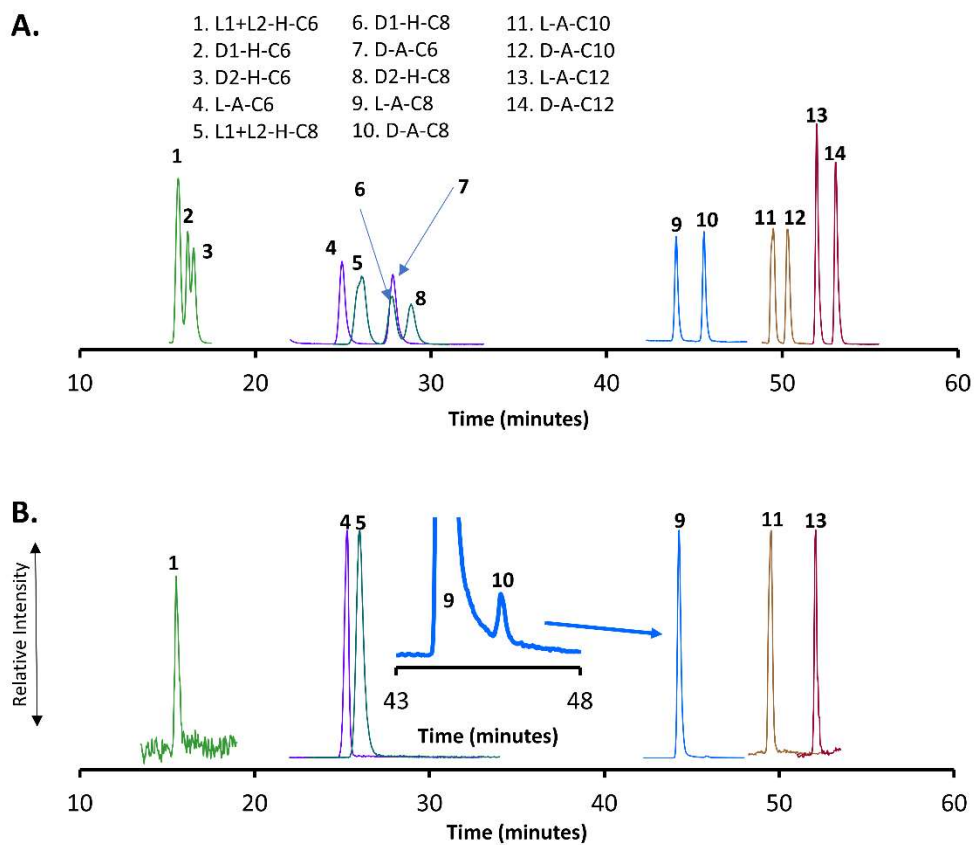 A.
1. L1+L2-H-C6 6. D1-H-C8 11. L-A-C10
2. D1-H-C6 7. D-A-C6 12. D-A-C10
3. D2-H-C6 8. D2-H-C8 13. L-A-C12
4. L-A-C6 9. L-A-C8 14. D-A-C12
5. L1+L2-H-C8 10. D-A-C8
1 2 3 4 5 6 7 8 9 10 11 12 13 14
10 20 30 40 50 60
Time (minutes)
B.
Relative Intensity
1 4 5 9 10 9 11 13
43 48
Time (minutes)
10 20 30 40 50 60
Time (minutes)